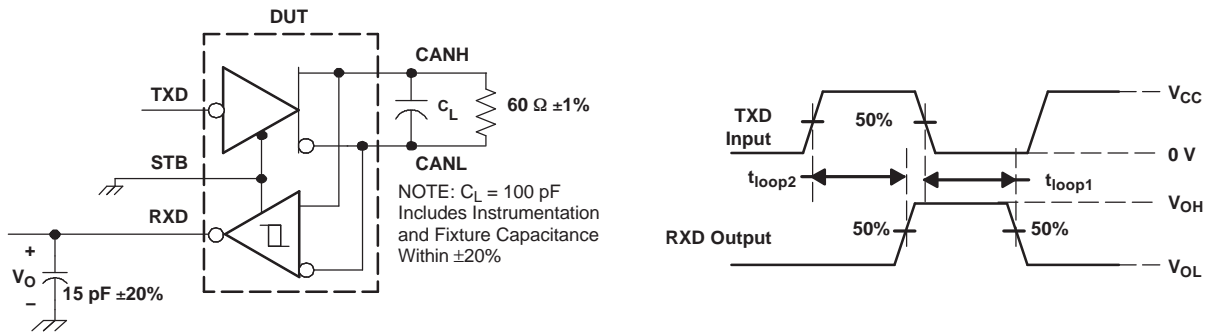 DUT
CANH
TXD
C_L
60 Ω ±1%
STB
CANL
RXD
NOTE: C_L = 100 pF
Includes Instrumentation
and Fixture Capacitance
Within ±20%
+
V_O
15 pF ±20%
−
V_CC
TXD
Input
50%
0 V
t_loop2
t_loop1
V_OH
RXD Output
50%
50%
V_OL